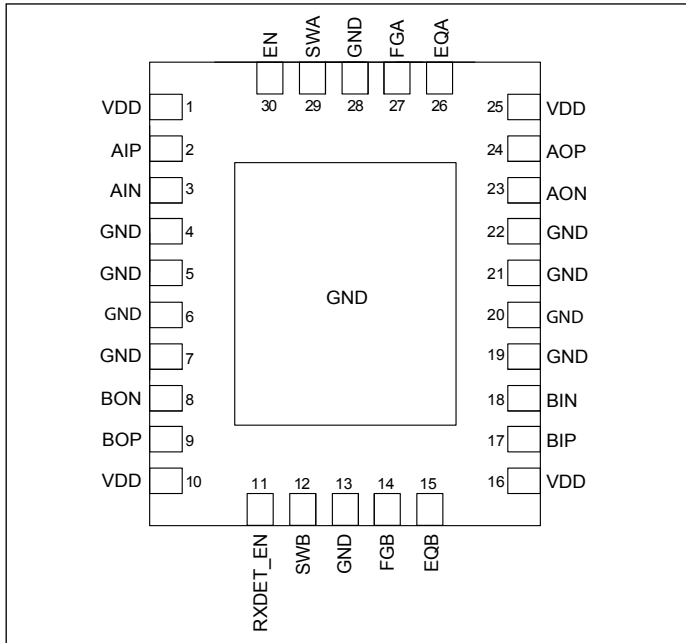 EN SWA GND FGA EQA
30 29 28 27 26
VDD 1 25 VDD
AIP 2 24 AOP
AIN 3 23 AON
GND 4 22 GND
GND 5 21 GND
GND
GND 6 20 GND
GND 7 19 GND
BON 8 18 BIN
BOP 9 17 BIP
VDD 10 16 VDD
11 12 13 14 15
RXDET_EN SWB GND FGB EQB